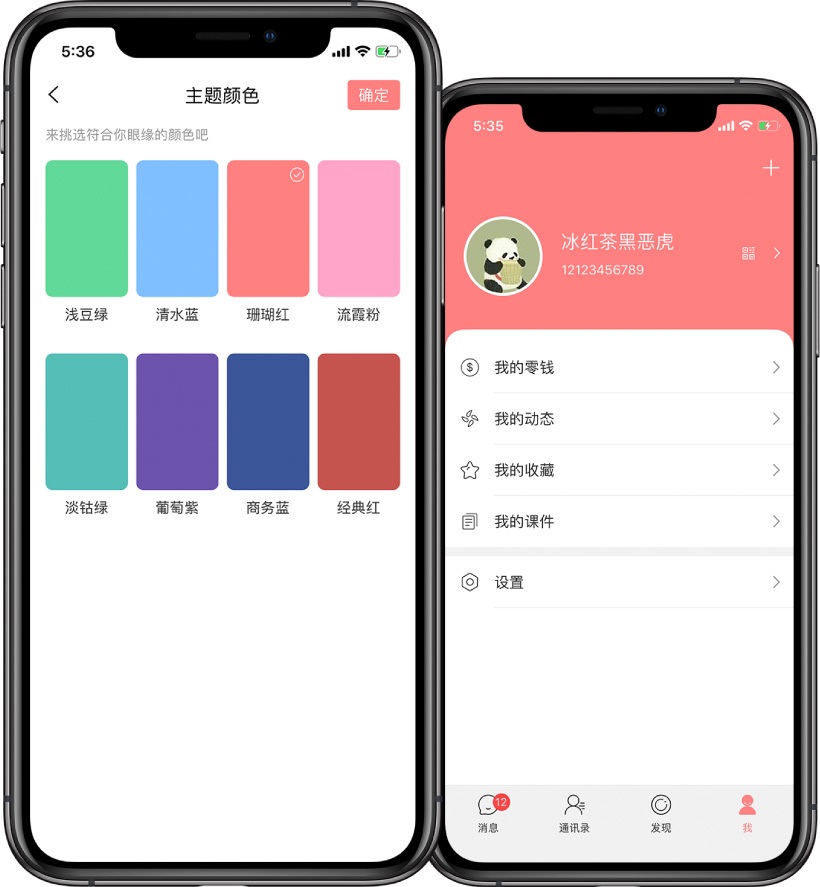 5:36
主题颜色
确定
来挑选符合你眼缘的颜色吧
浅豆绿
清水蓝
珊瑚红
流霞粉
淡钴绿
葡萄紫
商务蓝
经典红
5:35
冰红茶黑恶虎
12123456789
我的零钱
我的动态
我的收藏
我的课件
设置
12
消息
通讯录
发现
我